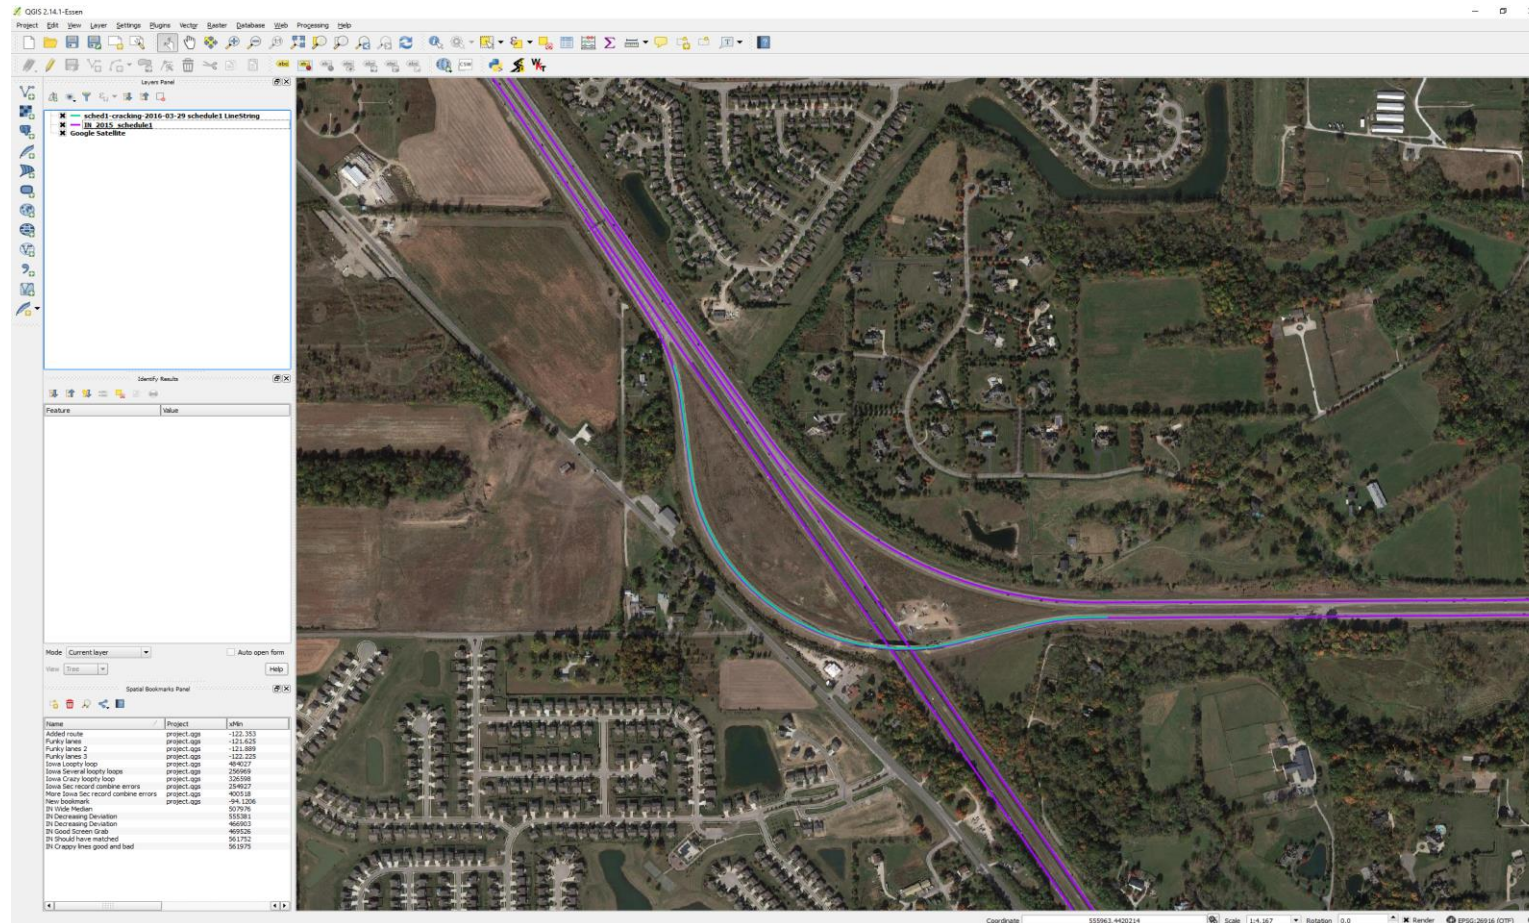 QGIS 2.14.1-Essen
Project Edit View Layer Settings Plugins Vector Raster Database Web Processing Help
Layers Panel
sched1-cracking-2016-03-29 schedule1 LineString
IN_2015_schedule1
Google Satellite
Identify Results
Feature Value
Mode Current layer Auto open form
View Tree Help
Spatial Bookmarks Panel
Name Project xMin
Added route project.qgs -122.353
Funky lanes project.qgs -121.625
Funky lanes 2 project.qgs -121.889
Funky lanes 3 project.qgs -122.225
Iowa Loopty loop project.qgs 484027
Iowa Several loopty loops project.qgs 256969
Iowa Crazy loopty loop project.qgs 326598
Iowa Sec record combine errors project.qgs 254927
More Iowa Sec record combine errors project.qgs 400518
New bookmark project.qgs -94.1206
IN Wide Median 507976
IN Decreasing Deviation 555381
IN Decreasing Deviation 466903
IN Good Screen Grab 469526
IN Should have matched 561752
IN Crappy lines good and bad 561975
Coordinate 555963,4420214 Scale 1:4,167 Rotation 0.0 Render EPSG:26916 (OTF)